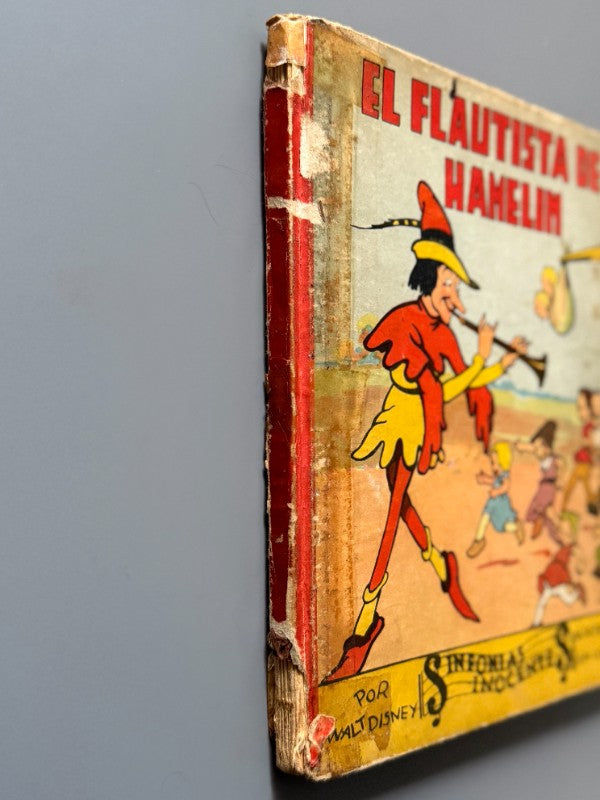 EL FLAUTISTA DE
HAMELIN
POR
WALT DISNEY
SINFONIAS
INOCENTES